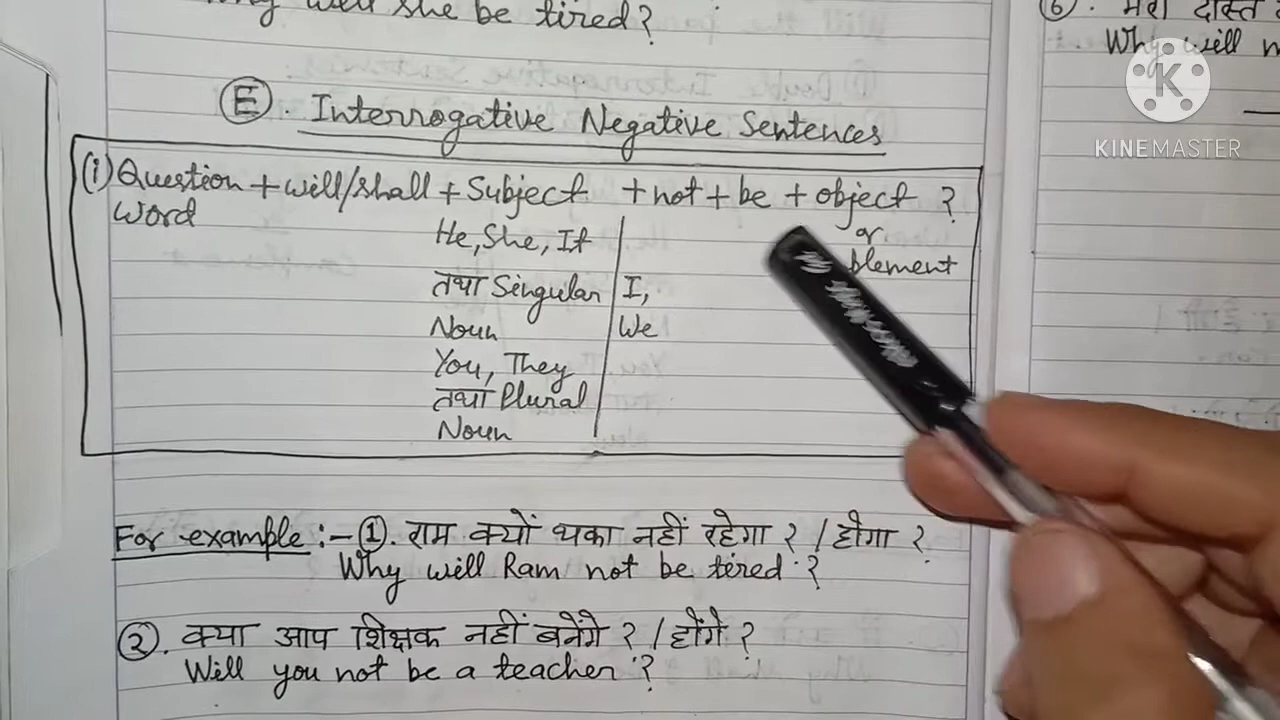 will she be tired?
6. मेरा दोस्त
Why will
KINEMASTER
E. Interrogative Negative Sentences
(i) Question + will/shall + Subject + not + be + object ?
Word
He, She, It
or
plement
तथा Singular I,
Noun We
You, They
तथा Plural
Noun
For example :- 1. राम क्यों थका नहीं रहेगा ? / होगा ?
Why will Ram not be tired ?
2. क्या आप शिक्षक नहीं बनेंगे ? / होंगे ?
Will you not be a teacher ?